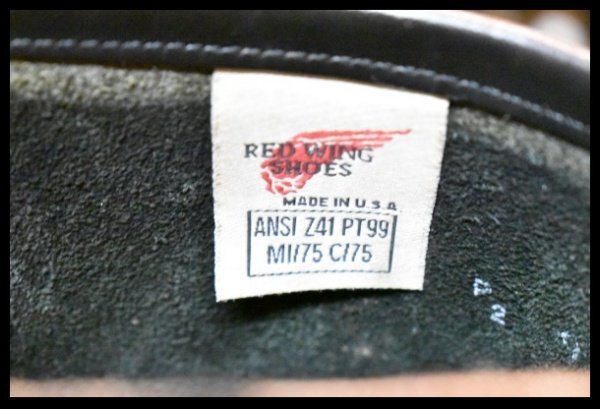 RED WING
SHOES
MADE IN U.S.A
ANSI Z41 PT99
MI/75 C/75